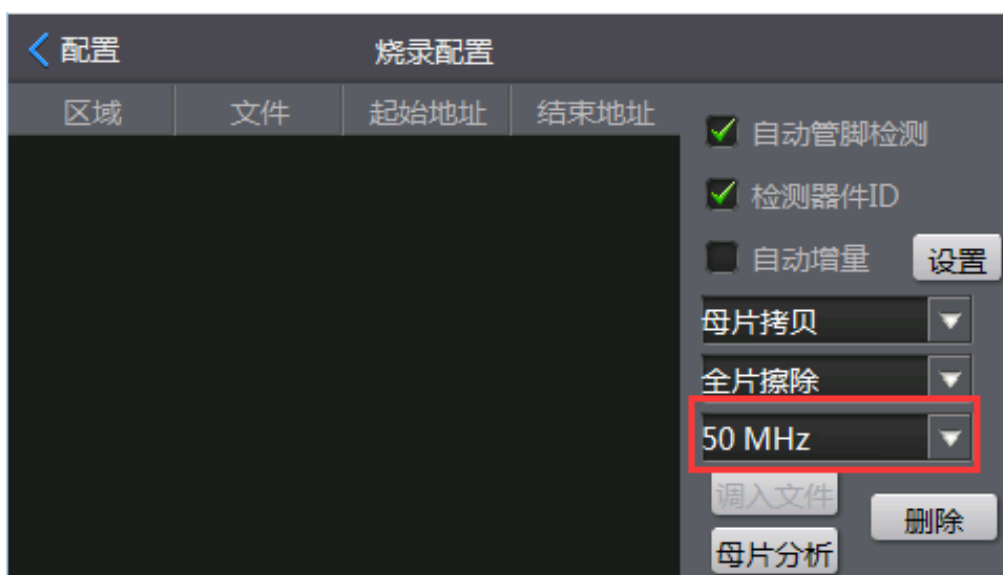 配置 烧录配置
区域 文件 起始地址 结束地址
自动管脚检测
检测器件ID
自动增量 设置
母片拷贝
全片擦除
50 MHz
调入文件
删除
母片分析